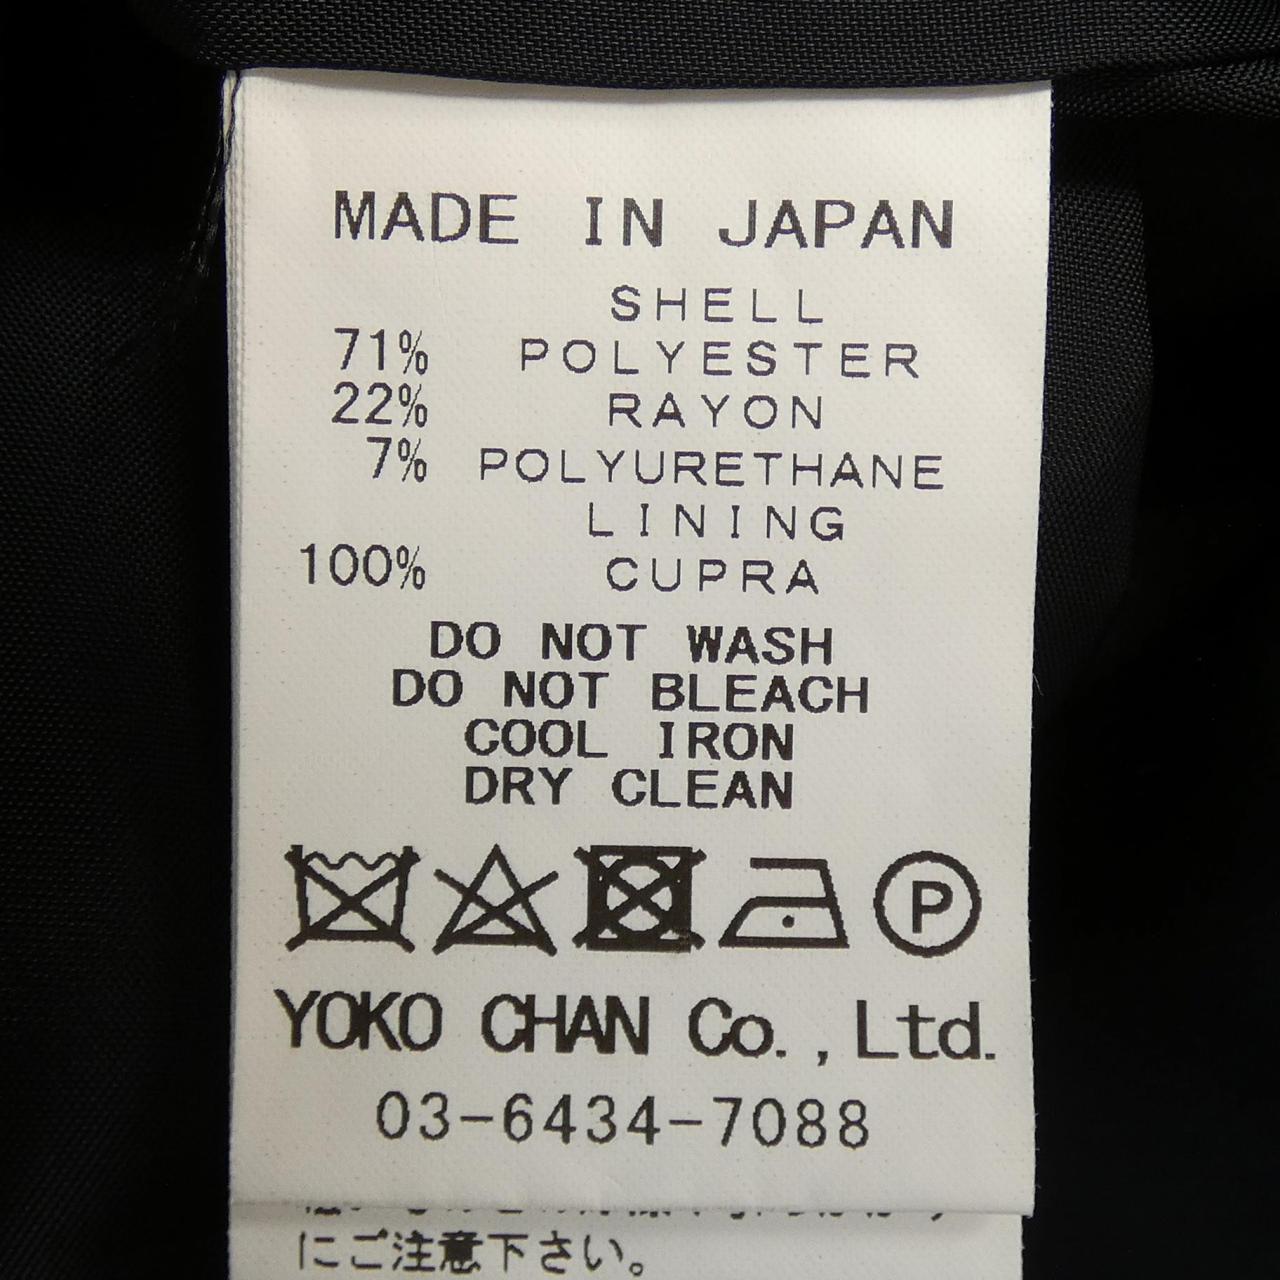 MADE IN JAPAN
SHELL
71% POLYESTER
22% RAYON
7% POLYURETHANE
LINING
100% CUPRA
DO NOT WASH
DO NOT BLEACH
COOL IRON
DRY CLEAN
P
YOKO CHAN Co.,Ltd.
03-6434-7088
にご注意下さい。